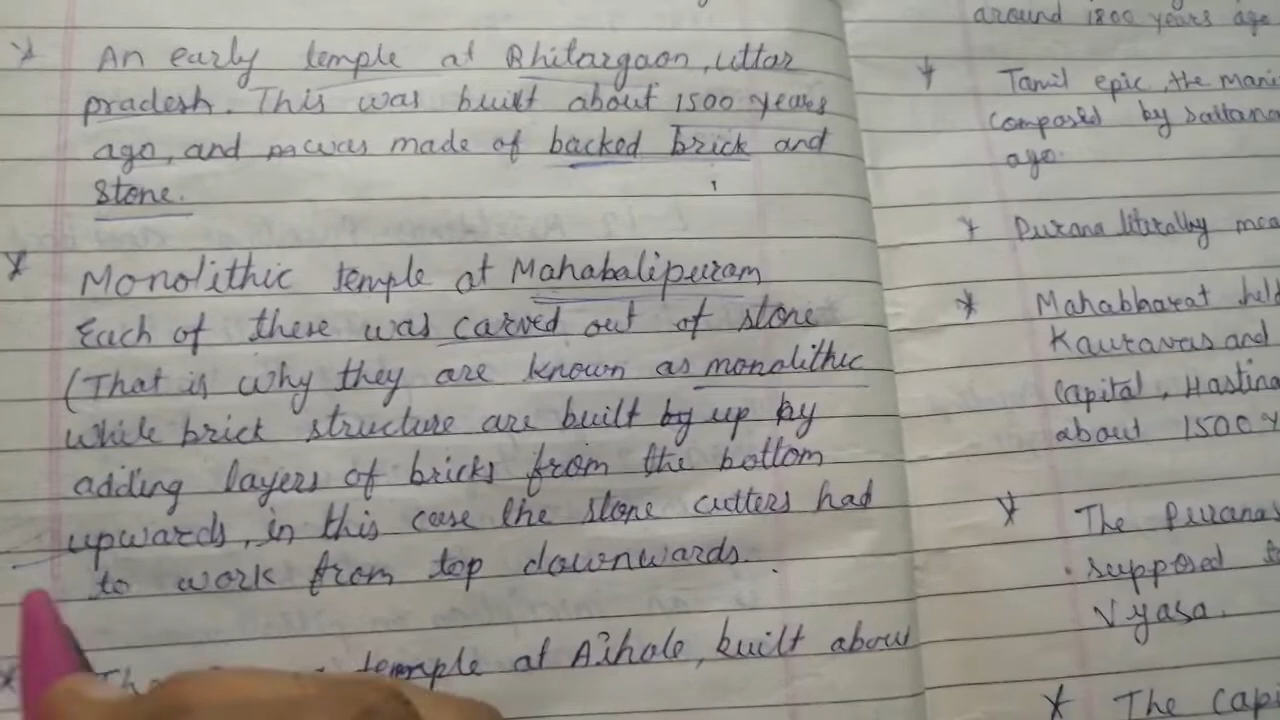 An early temple at Bhitargaon, uttar
pradesh. This was built about 1500 years
ago, and was made of backed brick and
stone.
Monolithic temple at Mahabalipuram
Each of these was carved out of stone
(That is why they are known as monolithic
while brick structure are built by up by
adding layers of bricks from the bottom
upwards, in this case the stone cutters had
to work from top downwards.
temple at Aihole, built about
around 1800 years ago
Tamil epic, the mani
composed by sattana
ago.
Purana literally mea
Mahabharat held
Kauravas and
capital, Hastina
about 1500 y
The Puranas
supposed t
Vyasa.
The capi